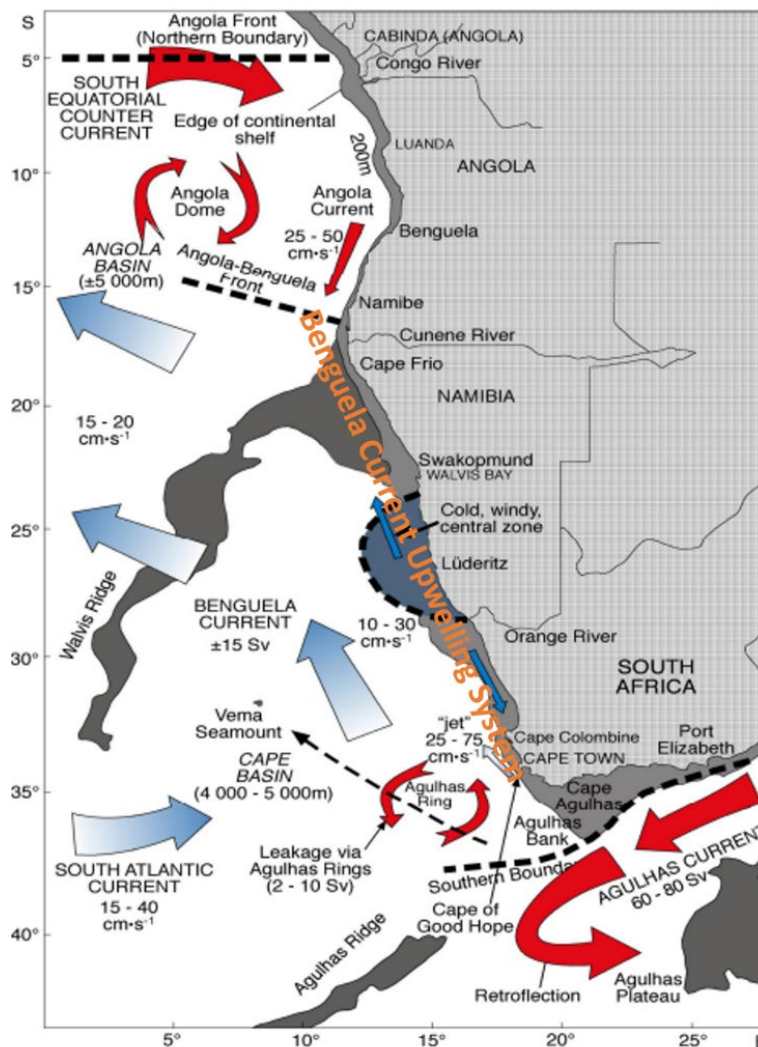 S
Angola Front
(Northern Boundary)
CABINDA (ANGOLA)
Congo River
5°
SOUTH
EQUATORIAL
COUNTER
CURRENT
Edge of continental
shelf
200m
LUANDA
10°
ANGOLA
Angola
Dome
Angola
Current
25 - 50
cm•s⁻¹
Benguela
ANGOLA
BASIN
(±5 000m)
Angola-Benguela
Front
15°
Namibe
Cunene River
Cape Frio
NAMIBIA
20°
15 - 20
cm•s⁻¹
Benguela Current Upwelling System
Swakopmund
WALVIS BAY
Cold, windy,
central zone
25°
Lüderitz
Walvis Ridge
BENGUELA
CURRENT
±15 Sv
10 - 30
cm•s⁻¹
Orange River
30°
SOUTH
AFRICA
Vema
Seamount
"jet"
25 - 75
cm•s⁻¹
Cape Colombine
CAPE TOWN
Port
Elizabeth
CAPE
BASIN
(4 000 - 5 000m)
35°
Agulhas
Ring
Cape
Agulhas
Agulhas
Bank
SOUTH ATLANTIC
CURRENT
15 - 40
cm•s⁻¹
Leakage via
Agulhas Rings
(2 - 10 Sv)
Southern Boundar
AGULHAS CURRENT
60 - 80 Sv
Cape of
Good Hope
40°
Agulhas Ridge
Retroflection
Agulhas
Plateau
5°
10°
15°
20°
25°
E